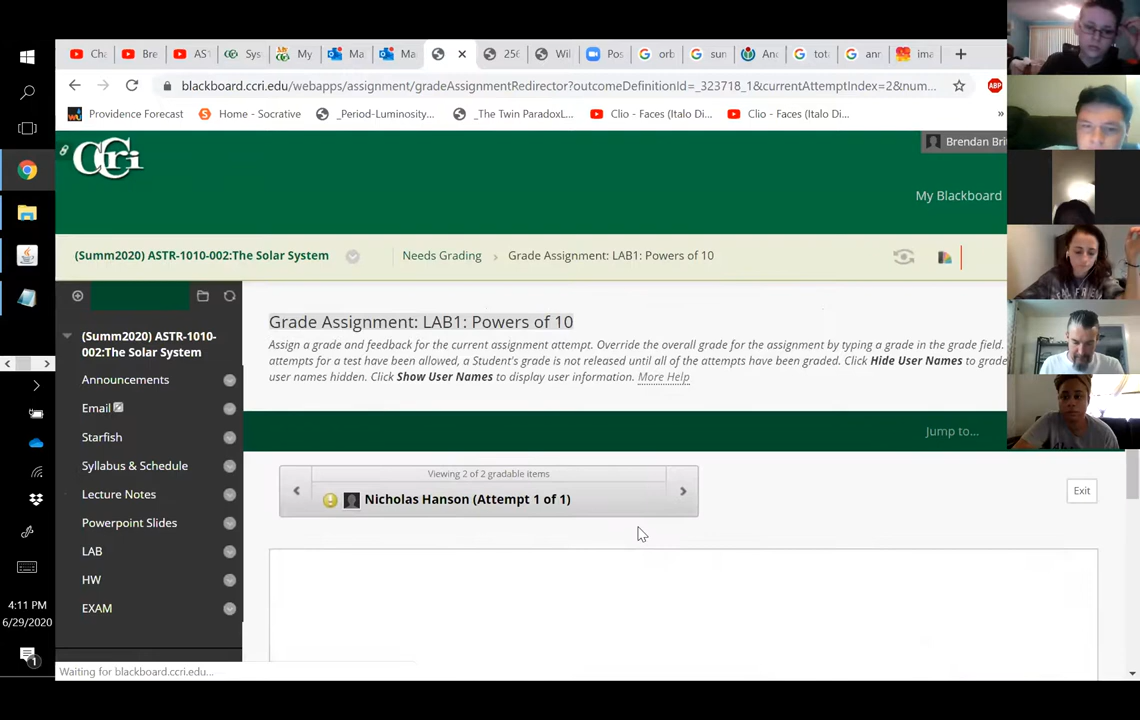 Cha
Bre
AS
Sys
My
Ma
Ma
256
Wil
Pos
orb
sun
Anc
tot
anr
ima
blackboard.ccri.edu/webapps/assignment/gradeAssignmentRedirector?outcomeDefinitionId=_323718_1&currentAttemptIndex=2&num...
ABP
Providence Forecast
Home - Socrative
_Period-Luminosity...
_The Twin ParadoxL...
Clio - Faces (Italo Di...
Clio - Faces (Italo Di...
»
CCri
Brendan Bri
My Blackboard
(Summ2020) ASTR-1010-002:The Solar System
Needs Grading
Grade Assignment: LAB1: Powers of 10
(Summ2020) ASTR-1010-
002:The Solar System
Announcements
Email
Starfish
Syllabus & Schedule
Lecture Notes
Powerpoint Slides
LAB
HW
EXAM
Grade Assignment: LAB1: Powers of 10
Assign a grade and feedback for the current assignment attempt. Override the overall grade for the assignment by typing a grade in the grade field.
attempts for a test have been allowed, a Student's grade is not released until all of the attempts have been graded. Click Hide User Names to grade
user names hidden. Click Show User Names to display user information. More Help
Jump to...
Viewing 2 of 2 gradable items
Nicholas Hanson (Attempt 1 of 1)
Exit
4:11 PM
6/29/2020
1
Waiting for blackboard.ccri.edu...